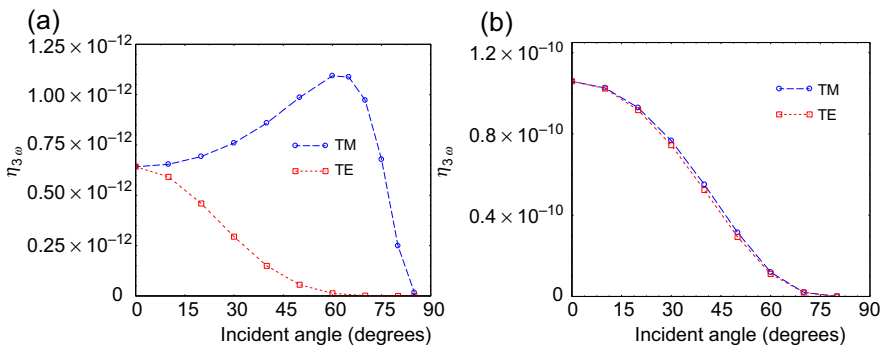 (a)
1.25 × 10⁻¹²
1.00 × 10⁻¹²
0.75 × 10⁻¹²
0.50 × 10⁻¹²
0.25 × 10⁻¹²
0
η₃ω
TM
TE
0 15 30 45 60 75 90
Incident angle (degrees)
(b)
1.2 × 10⁻¹⁰
0.8 × 10⁻¹⁰
0.4 × 10⁻¹⁰
0
η₃ω
TM
TE
0 15 30 45 60 75 90
Incident angle (degrees)